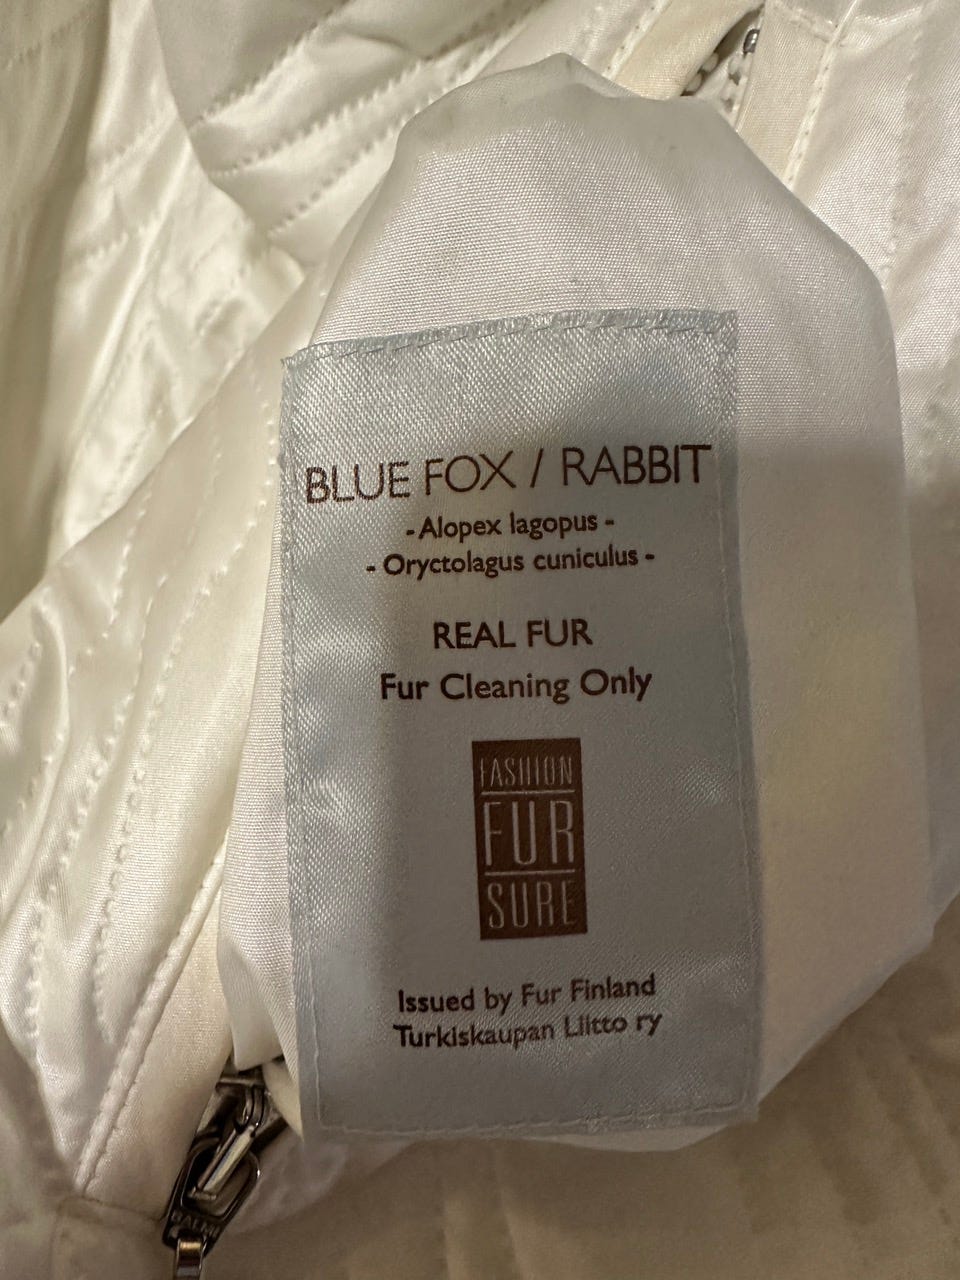 BLUE FOX / RABBIT
- Alopex lagopus -
- Oryctolagus cuniculus -
REAL FUR
Fur Cleaning Only
FASHION
FUR
SURE
Issued by Fur Finland
Turkiskaupan Liitto ry